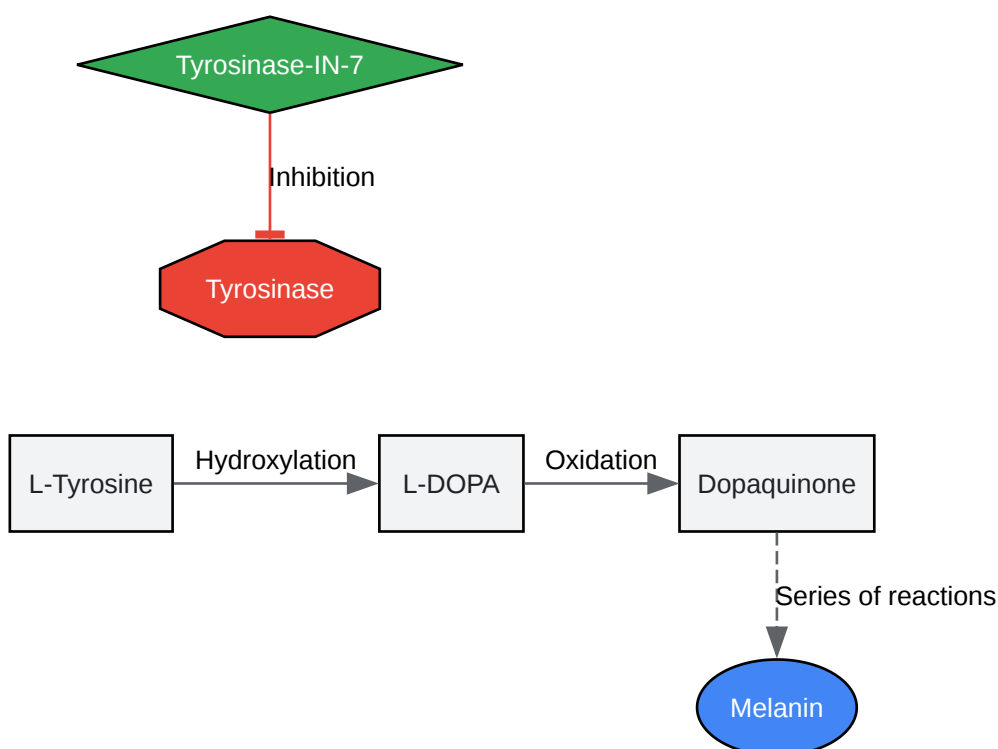 Tyrosinase-IN-7
Inhibition
Tyrosinase
Hydroxylation
Oxidation
L-Tyrosine
L-DOPA
Dopaquinone
Series of reactions
Melanin